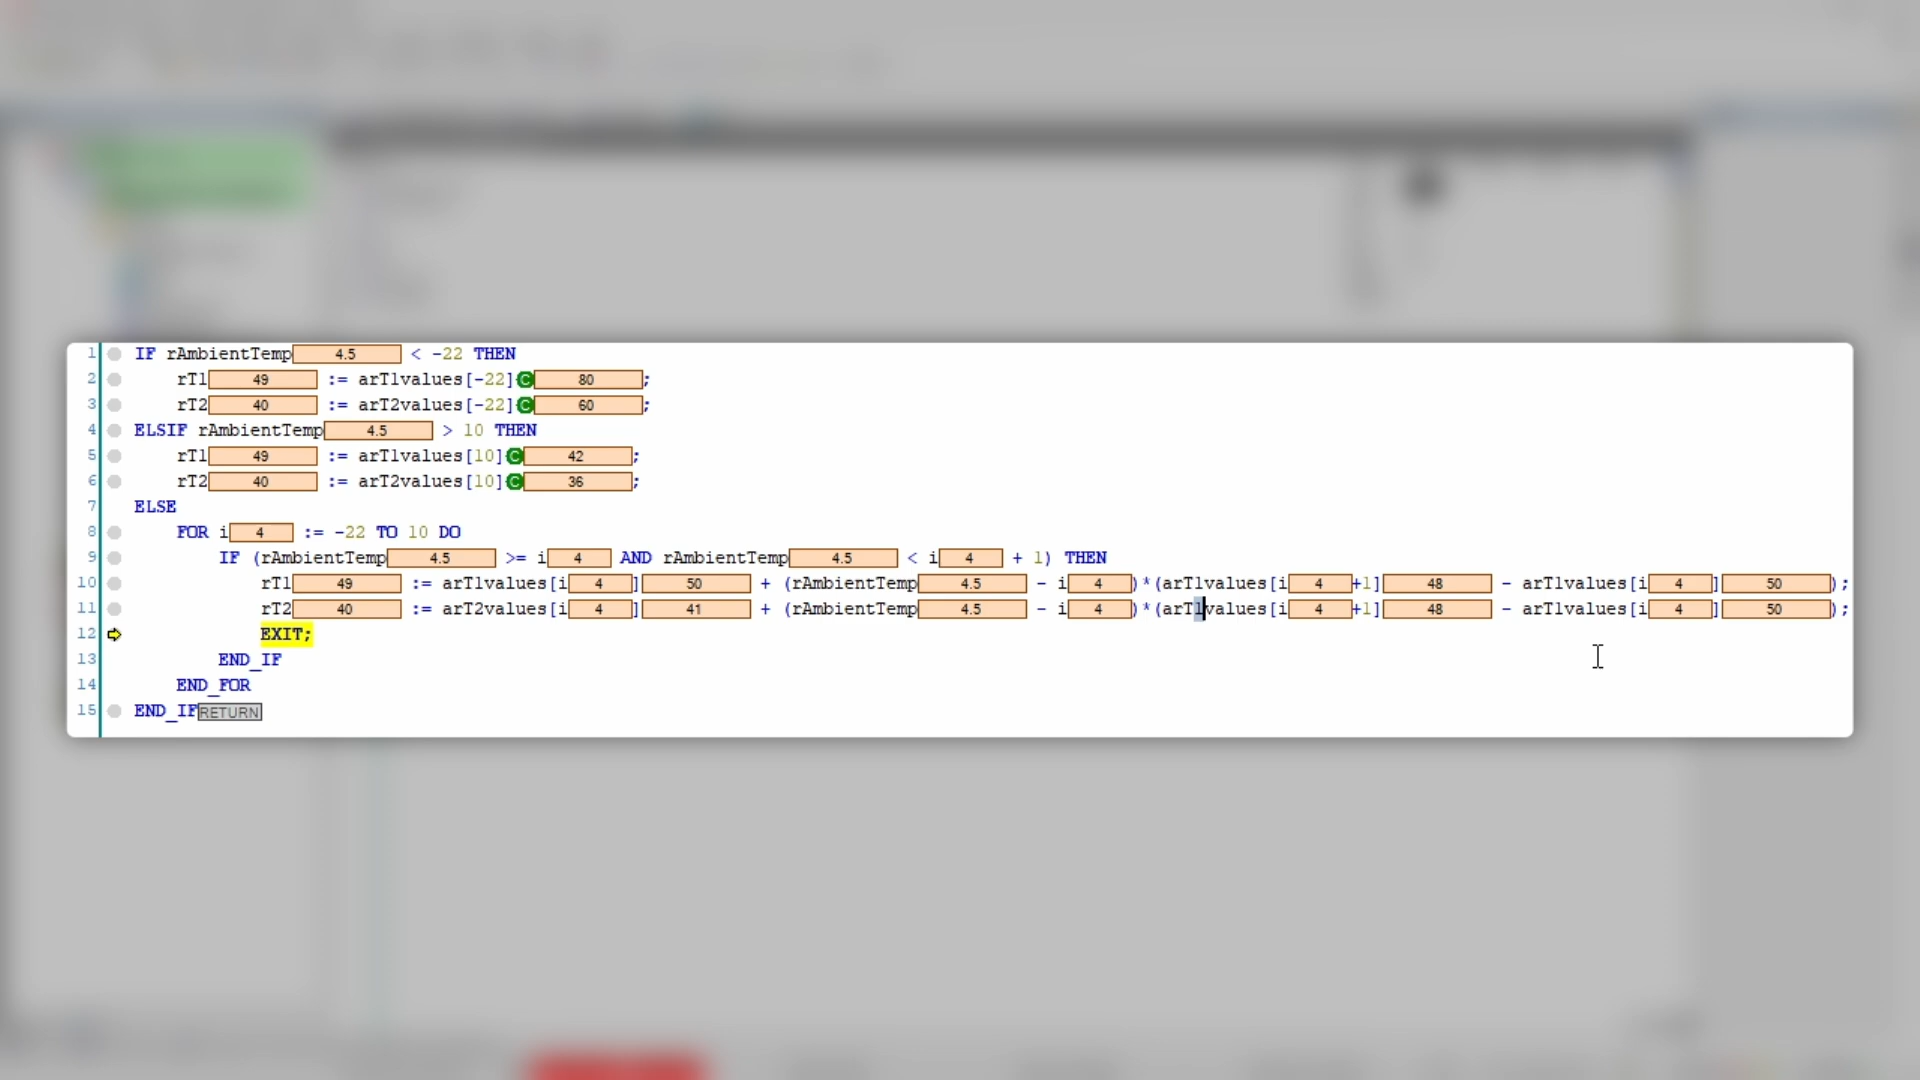 1 IF rAmbientTemp 4.5 < -22 THEN
2 rT1 49 := arT1values[-22] C 80 ;
3 rT2 40 := arT2values[-22] C 60 ;
4 ELSIF rAmbientTemp 4.5 > 10 THEN
5 rT1 49 := arT1values[10] C 42 ;
6 rT2 40 := arT2values[10] C 36 ;
7 ELSE
8 FOR i 4 := -22 TO 10 DO
9 IF (rAmbientTemp 4.5 >= i 4 AND rAmbientTemp 4.5 < i 4 + 1) THEN
10 rT1 49 := arT1values[i 4 ] 50 + (rAmbientTemp 4.5 - i 4 )*(arT1values[i 4 +1] 48 - arT1values[i 4 ] 50 );
11 rT2 40 := arT2values[i 4 ] 41 + (rAmbientTemp 4.5 - i 4 )*(arT1values[i 4 +1] 48 - arT1values[i 4 ] 50 );
12 EXIT;
13 END_IF
14 END_FOR
15 END_IF RETURN